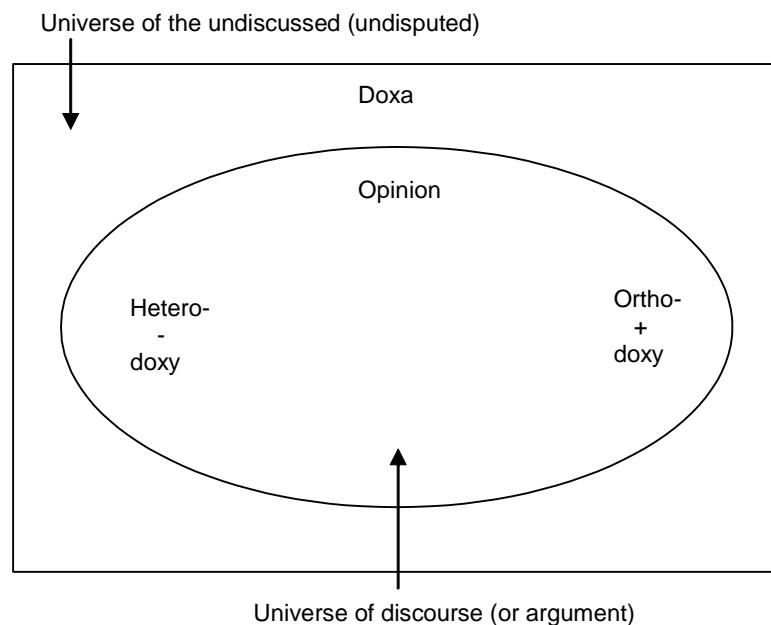 Universe of the undiscussed (undisputed)
Doxa
Opinion
Hetero-
-
doxy
Ortho-
+
doxy
Universe of discourse (or argument)